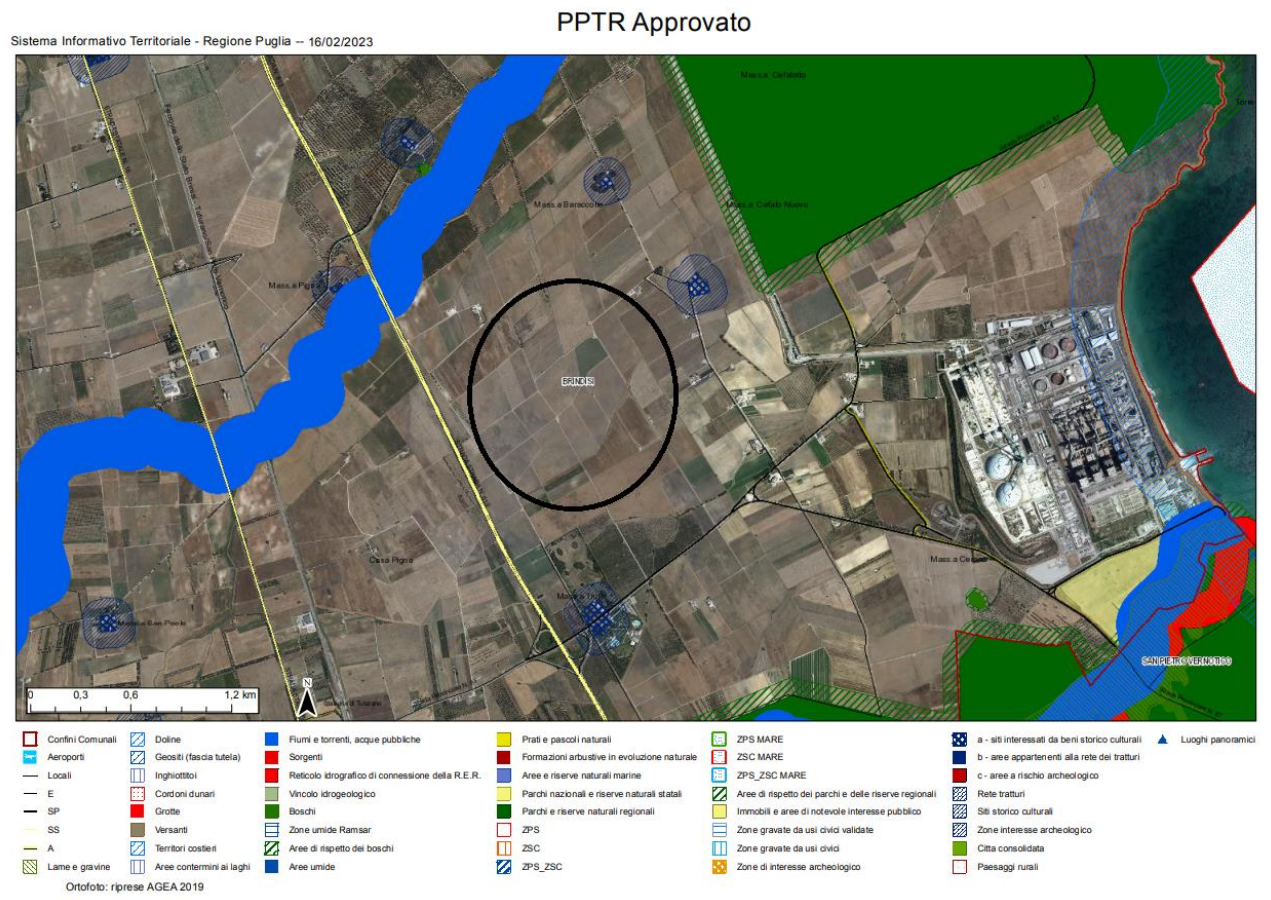 PPTR Approvato
Sistema Informativo Territoriale - Regione Puglia -- 16/02/2023
Mass.a Cefalotto
Mass.a Baraccone
Mass.a Cefalo Nuovo
Mass.a Pigna
BRINDISI
Casa Pigna
Mass.a Cerano
Mass.a San Paolo
SAN PIETRO VERNOTICO
N
0 0,3 0,6 1,2 km
Confini Comunali
Aeroporti
Locali
E
SP
SS
A
Lame e gravine
Doline
Geositi (fascia tutela)
Inghiottitoi
Cordoni dunari
Grotte
Versanti
Territori costieri
Aree contermini ai laghi
Fiumi e torrenti, acque pubbliche
Sorgenti
Reticolo idrografico di connessione della R.E.R.
Vincolo idrogeologico
Boschi
Zone umide Ramsar
Aree di rispetto dei boschi
Aree umide
Prati e pascoli naturali
Formazioni arbustive in evoluzione naturale
Aree e riserve naturali marine
Parchi nazionali e riserve naturali statali
Parchi e riserve naturali regionali
ZPS
ZSC
ZPS_ZSC
ZPS MARE
ZSC MARE
ZPS_ZSC MARE
Aree di rispetto dei parchi e delle riserve regionali
Immobili e aree di notevole interesse pubblico
Zone gravate da usi civici validate
Zone gravate da usi civici
Zone di interesse archeologico
a - siti interessati da beni storico culturali
b - aree appartenenti alla rete dei tratturi
c - aree a rischio archeologico
Rete tratturi
Siti storico culturali
Zone interesse archeologico
Citta consolidata
Paesaggi rurali
Luoghi panoramici
Ortofoto: riprese AGEA 2019